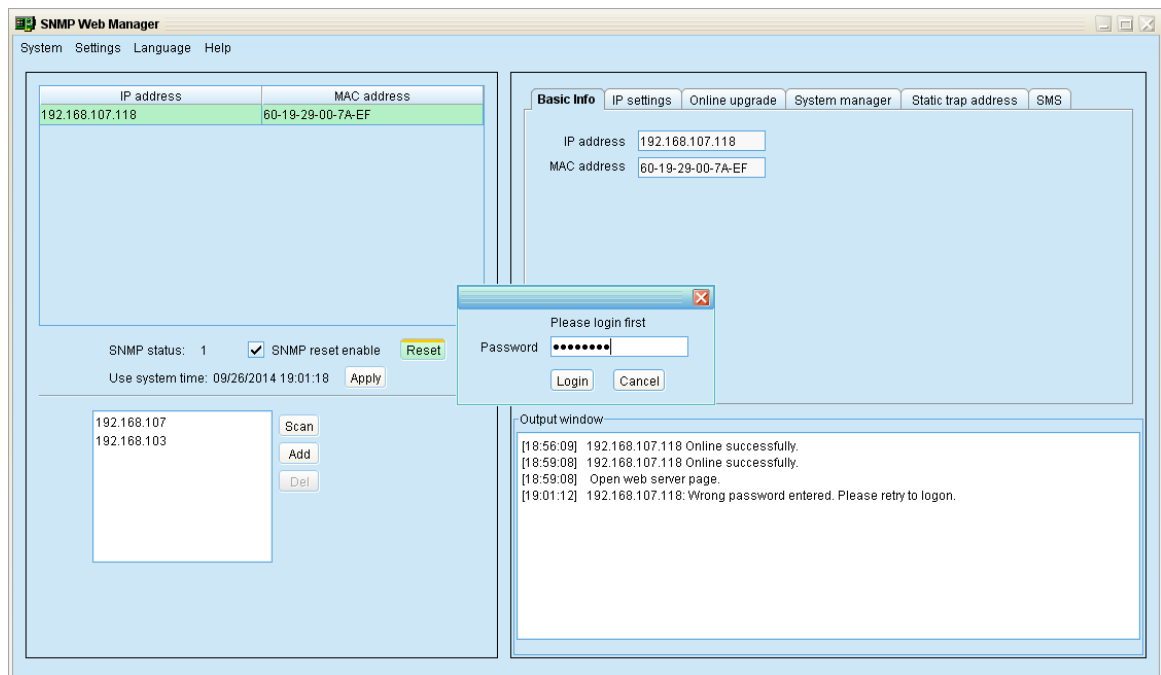 SNMP Web Manager
System Settings Language Help
IP address MAC address
192.168.107.118 60-19-29-00-7A-EF
SNMP status: 1 SNMP reset enable Reset
Use system time: 09/26/2014 19:01:18 Apply
192.168.107
192.168.103
Scan
Add
Del
Basic Info IP settings Online upgrade System manager Static trap address SMS
IP address 192.168.107.118
MAC address 60-19-29-00-7A-EF
Please login first
Password ••••••••
Login Cancel
Output window
[18:56:09] 192.168.107.118 Online successfully.
[18:59:08] 192.168.107.118 Online successfully.
[18:59:08] Open web server page.
[19:01:12] 192.168.107.118: Wrong password entered. Please retry to logon.